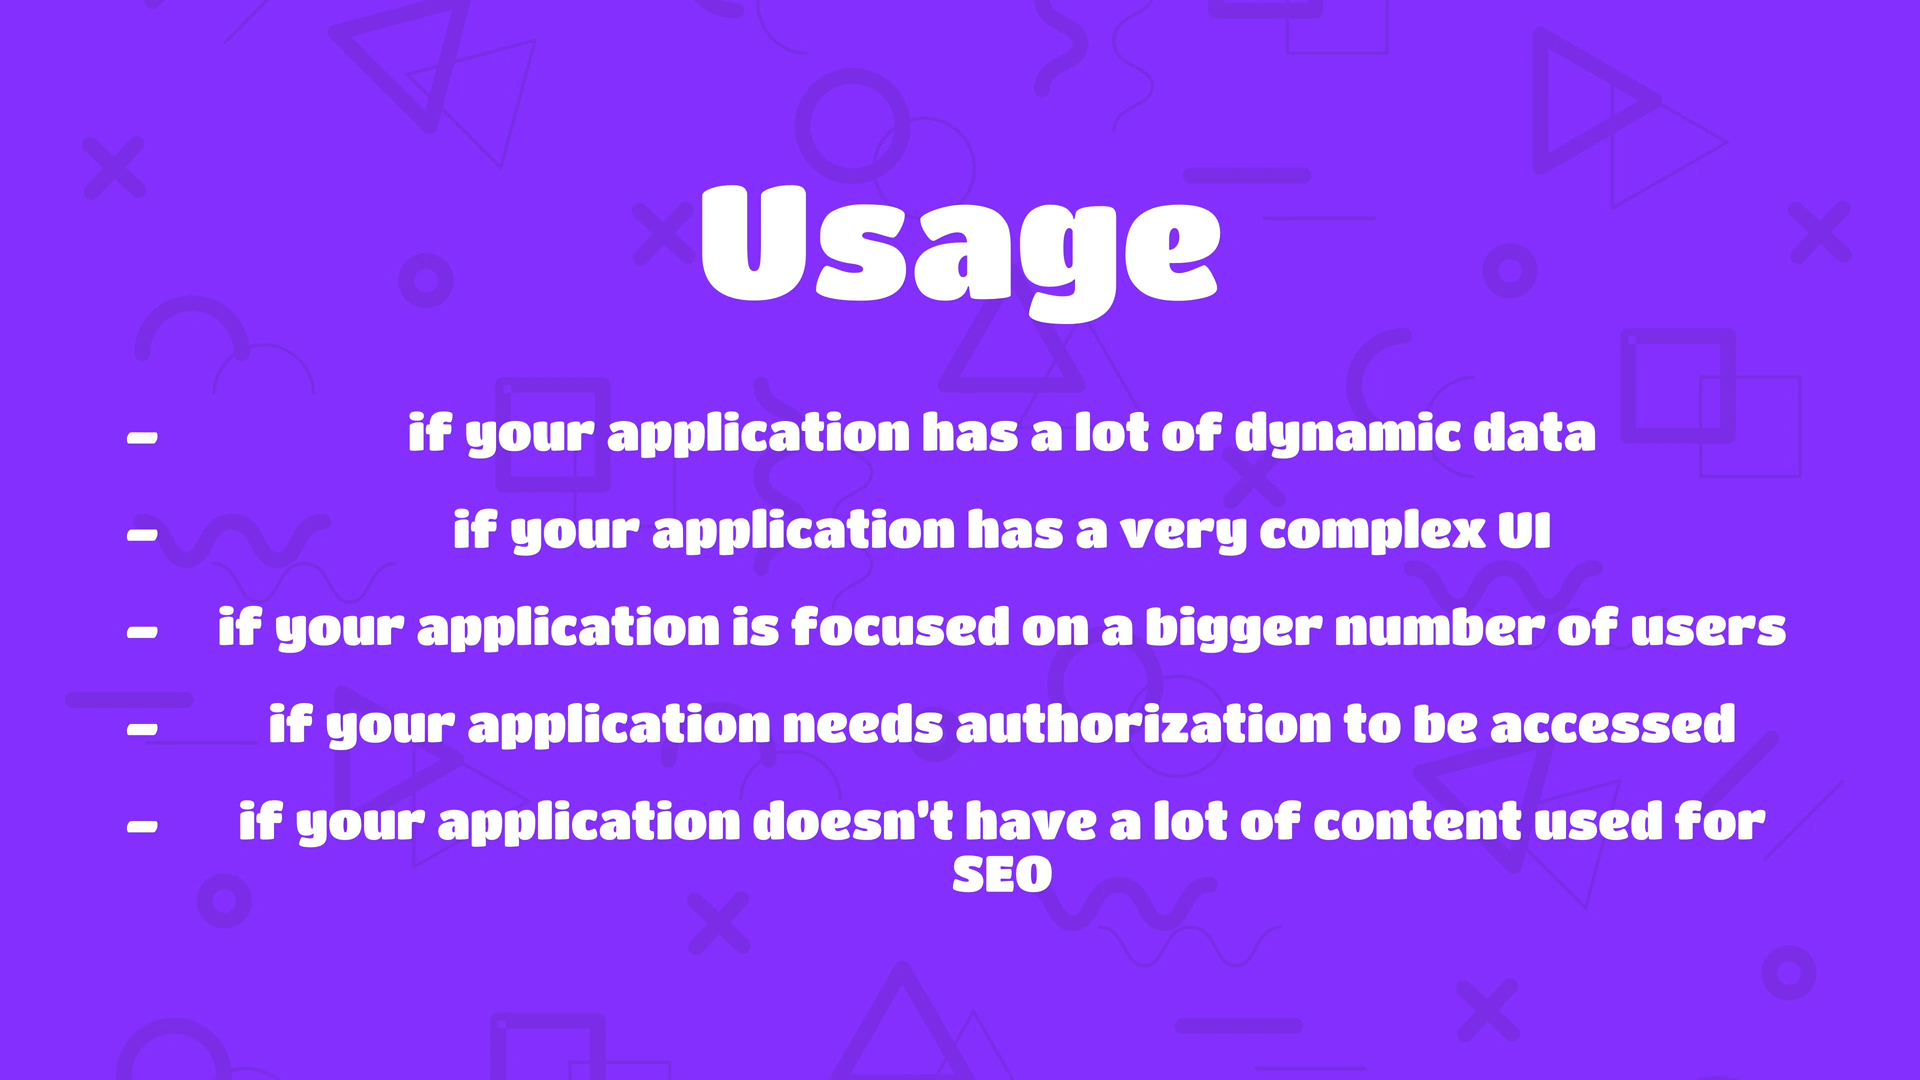 Usage
- if your application has a lot of dynamic data
- if your application has a very complex UI
- if your application is focused on a bigger number of users
- if your application needs authorization to be accessed
- if your application doesn't have a lot of content used for
SEO